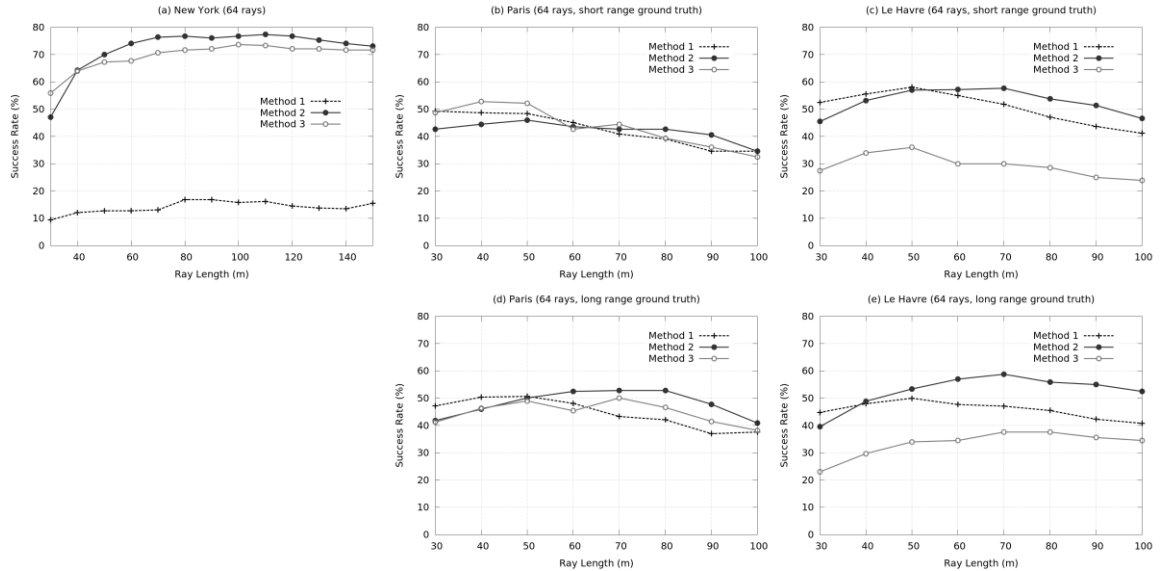 (a) New York (64 rays)
80
70
60
50
40
30
20
10
0
Success Rate (%)
Method 1
Method 2
Method 3
40 60 80 100 120 140
Ray Length (m)
(b) Paris (64 rays, short range ground truth)
80
70
60
50
40
30
20
10
0
Success Rate (%)
Method 1
Method 2
Method 3
30 40 50 60 70 80 90 100
Ray Length (m)
(c) Le Havre (64 rays, short range ground truth)
80
70
60
50
40
30
20
10
0
Success Rate (%)
Method 1
Method 2
Method 3
30 40 50 60 70 80 90 100
Ray Length (m)
(d) Paris (64 rays, long range ground truth)
80
70
60
50
40
30
20
10
0
Success Rate (%)
Method 1
Method 2
Method 3
30 40 50 60 70 80 90 100
Ray Length (m)
(e) Le Havre (64 rays, long range ground truth)
80
70
60
50
40
30
20
10
0
Success Rate (%)
Method 1
Method 2
Method 3
30 40 50 60 70 80 90 100
Ray Length (m)